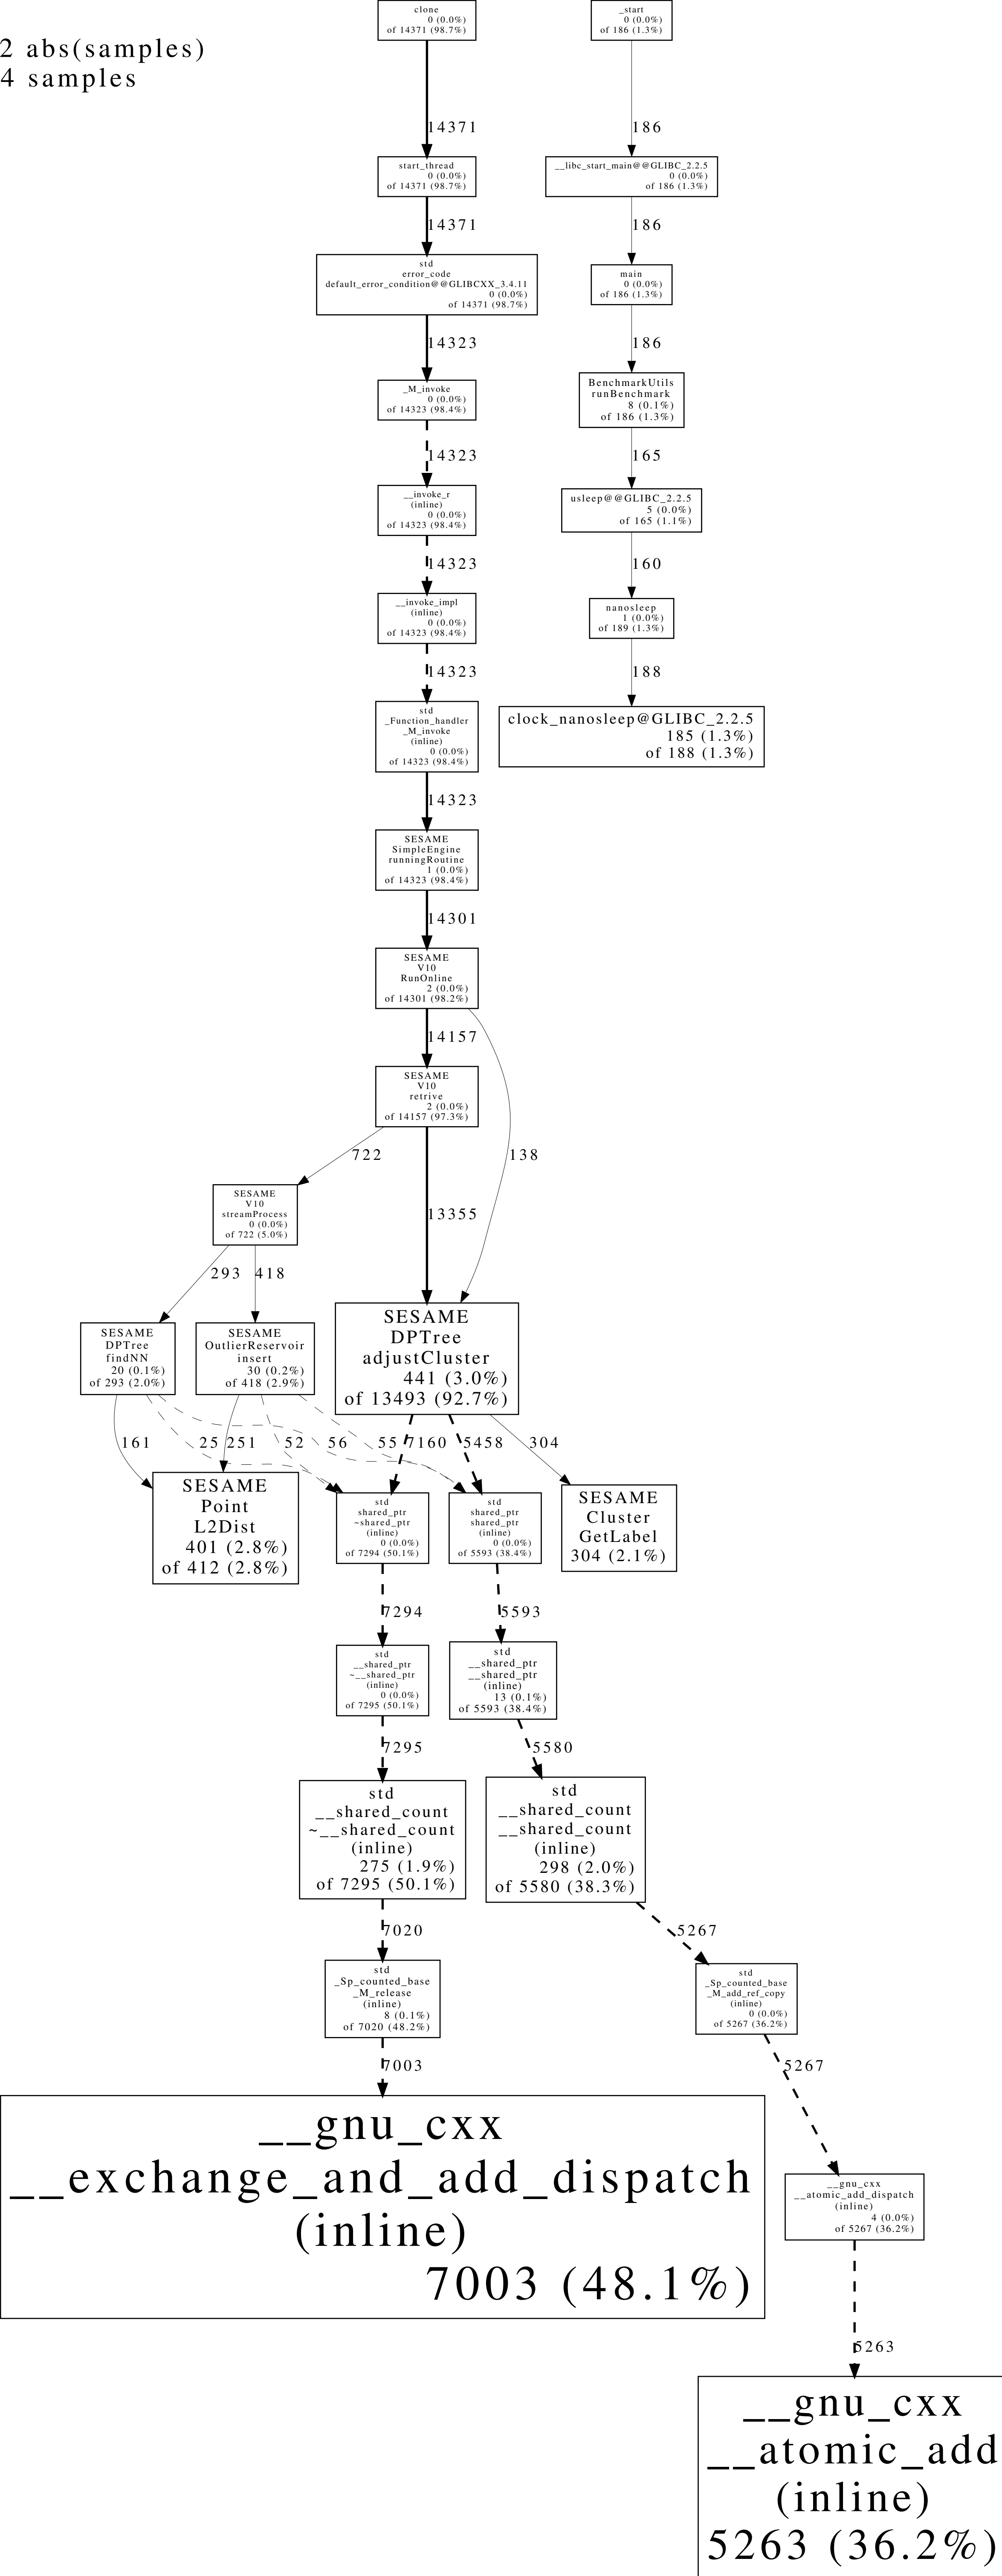 clone
0 (0.0%)
of 14371 (98.7%)
_start
0 (0.0%)
of 186 (1.3%)
2 abs(samples)
4 samples
14371
186
start_thread
0 (0.0%)
of 14371 (98.7%)
__libc_start_main@@GLIBC_2.2.5
0 (0.0%)
of 186 (1.3%)
14371
186
std
error_code
default_error_condition@@GLIBCXX_3.4.11
0 (0.0%)
of 14371 (98.7%)
main
0 (0.0%)
of 186 (1.3%)
14323
186
_M_invoke
0 (0.0%)
of 14323 (98.4%)
BenchmarkUtils
runBenchmark
8 (0.1%)
of 186 (1.3%)
14323
165
__invoke_r
(inline)
0 (0.0%)
of 14323 (98.4%)
usleep@@GLIBC_2.2.5
5 (0.0%)
of 165 (1.1%)
14323
160
__invoke_impl
(inline)
0 (0.0%)
of 14323 (98.4%)
nanosleep
1 (0.0%)
of 189 (1.3%)
14323
188
std
_Function_handler
_M_invoke
(inline)
0 (0.0%)
of 14323 (98.4%)
clock_nanosleep@GLIBC_2.2.5
185 (1.3%)
of 188 (1.3%)
14323
SESAME
SimpleEngine
runningRoutine
1 (0.0%)
of 14323 (98.4%)
14301
SESAME
V10
RunOnline
2 (0.0%)
of 14301 (98.2%)
14157
SESAME
V10
retrive
2 (0.0%)
of 14157 (97.3%)
722
138
SESAME
V10
streamProcess
0 (0.0%)
of 722 (5.0%)
13355
293
418
SESAME
DPTree
findNN
20 (0.1%)
of 293 (2.0%)
SESAME
OutlierReservoir
insert
30 (0.2%)
of 418 (2.9%)
SESAME
DPTree
adjustCluster
441 (3.0%)
of 13493 (92.7%)
161
25
251
52
56
55
7160
5458
304
SESAME
Point
L2Dist
401 (2.8%)
of 412 (2.8%)
std
shared_ptr
~shared_ptr
(inline)
0 (0.0%)
of 7294 (50.1%)
std
shared_ptr
shared_ptr
(inline)
0 (0.0%)
of 5593 (38.4%)
SESAME
Cluster
GetLabel
304 (2.1%)
7294
5593
std
__shared_ptr
~__shared_ptr
(inline)
0 (0.0%)
of 7295 (50.1%)
std
__shared_ptr
__shared_ptr
(inline)
13 (0.1%)
of 5593 (38.4%)
7295
5580
std
__shared_count
~__shared_count
(inline)
275 (1.9%)
of 7295 (50.1%)
std
__shared_count
__shared_count
(inline)
298 (2.0%)
of 5580 (38.3%)
7020
5267
std
_Sp_counted_base
_M_release
(inline)
8 (0.1%)
of 7020 (48.2%)
std
_Sp_counted_base
_M_add_ref_copy
(inline)
0 (0.0%)
of 5267 (36.2%)
7003
5267
__gnu_cxx
__exchange_and_add_dispatch
(inline)
7003 (48.1%)
__gnu_cxx
__atomic_add_dispatch
(inline)
4 (0.0%)
of 5267 (36.2%)
5263
__gnu_cxx
__atomic_add
(inline)
5263 (36.2%)